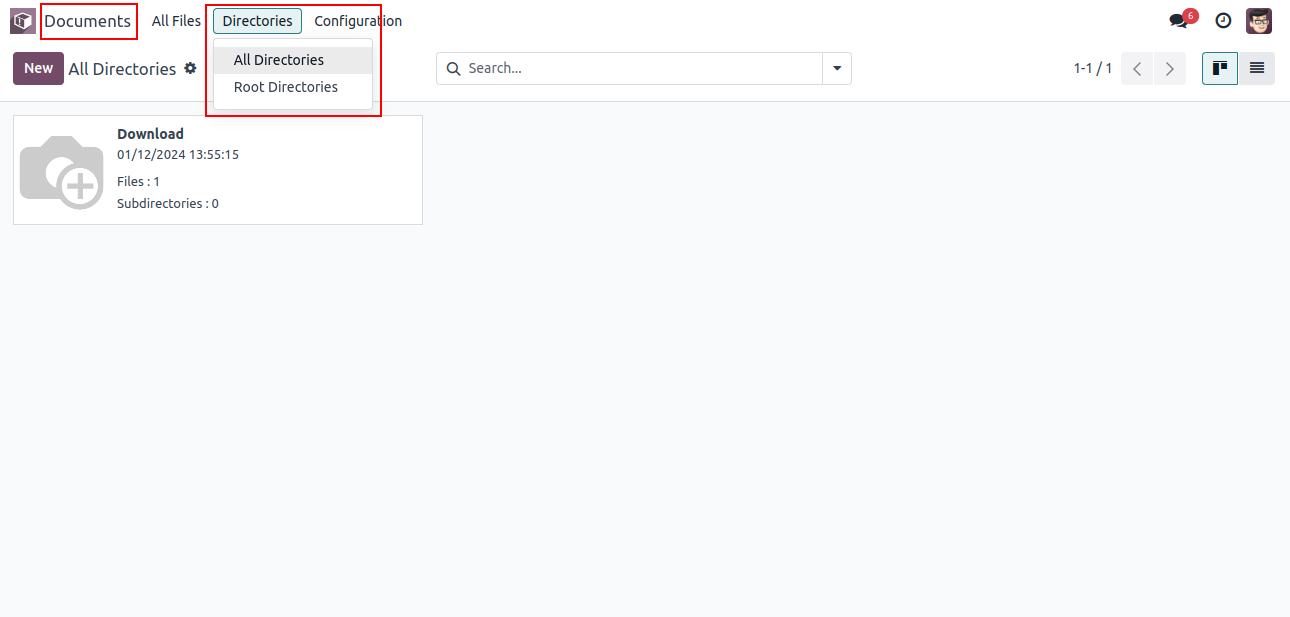 Documents All Files Directories Configuration 6
All Directories
Root Directories
New All Directories Search... 1-1 / 1
Download
01/12/2024 13:55:15
Files : 1
Subdirectories : 0